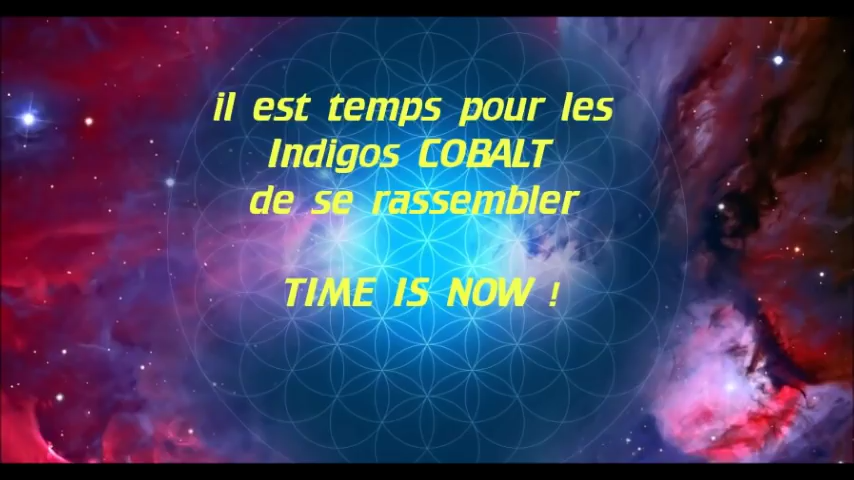 il est temps pour les
Indigos COBALT
de se rassembler
TIME IS NOW !